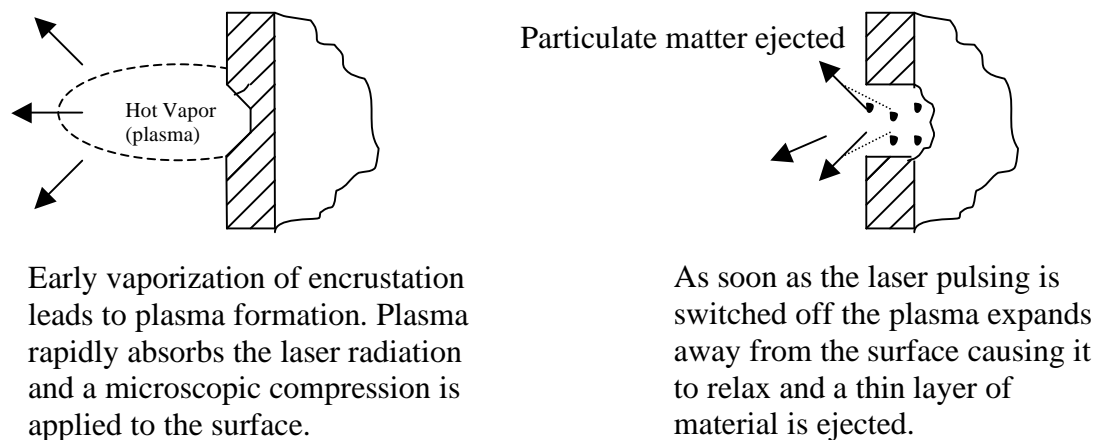 Particulate matter ejected
Hot Vapor
(plasma)
Early vaporization of encrustation
leads to plasma formation. Plasma
rapidly absorbs the laser radiation
and a microscopic compression is
applied to the surface.
As soon as the laser pulsing is
switched off the plasma expands
away from the surface causing it
to relax and a thin layer of
material is ejected.